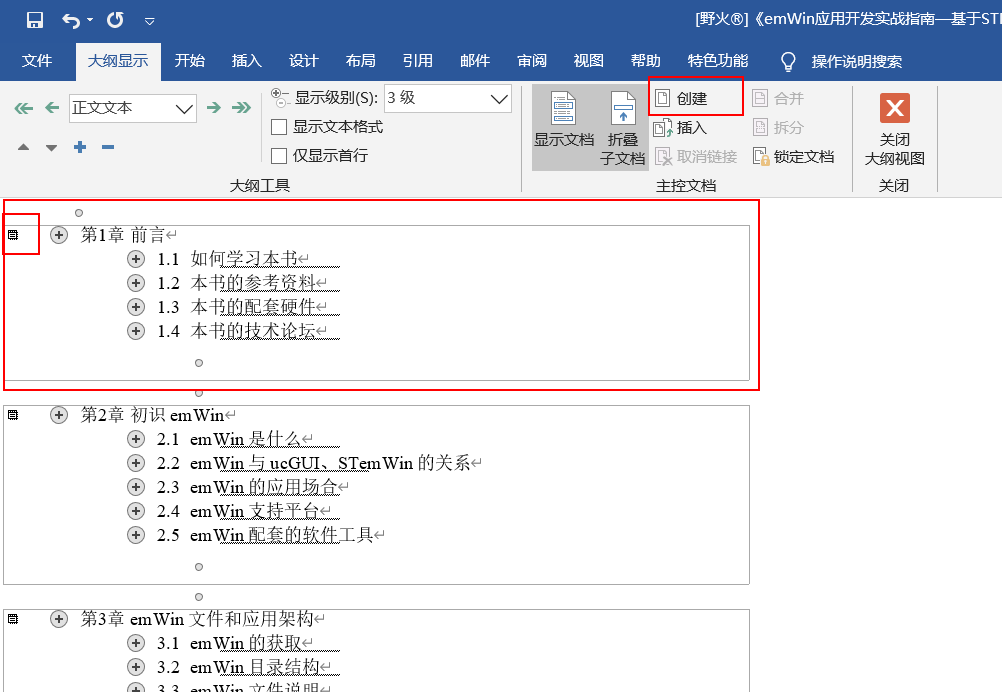 [野火®]《emWin应用开发实战指南—基于ST
文件 大纲显示 开始 插入 设计 布局 引用 邮件 审阅 视图 帮助 特色功能 操作说明搜索
正文文本
显示级别(S): 3 级
显示文本格式
仅显示首行
大纲工具
显示文档
折叠
子文档
创建
插入
取消链接
合并
拆分
锁定文档
主控文档
关闭
大纲视图
关闭
第1章 前言↵
1.1 如何学习本书↵
1.2 本书的参考资料↵
1.3 本书的配套硬件↵
1.4 本书的技术论坛↵
第2章 初识 emWin↵
2.1 emWin 是什么↵
2.2 emWin 与 ucGUI、STemWin 的关系↵
2.3 emWin 的应用场合↵
2.4 emWin 支持平台↵
2.5 emWin 配套的软件工具↵
第3章 emWin 文件和应用架构↵
3.1 emWin 的获取↵
3.2 emWin 目录结构↵
3.3 emWin 文件说明↵